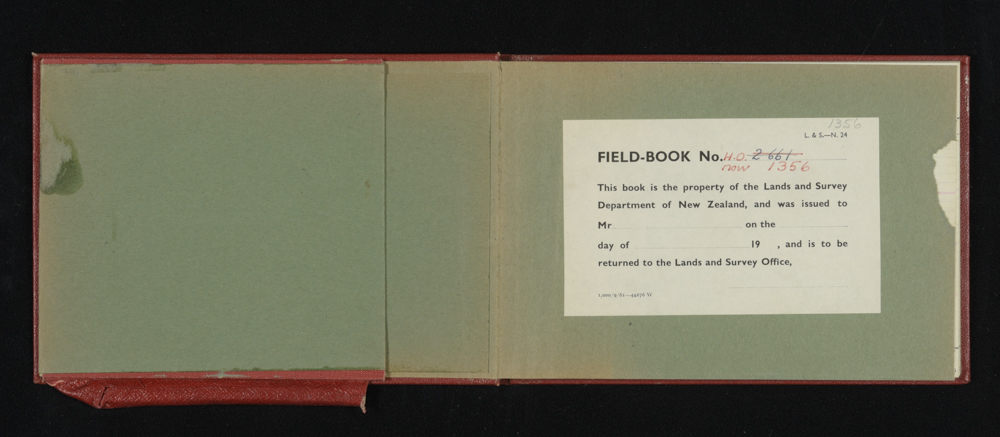 1356
L. & S.—N. 24
FIELD-BOOK No. H.O. 2661
now 1356
This book is the property of the Lands and Survey
Department of New Zealand, and was issued to
Mr on the
day of 19 , and is to be
returned to the Lands and Survey Office,